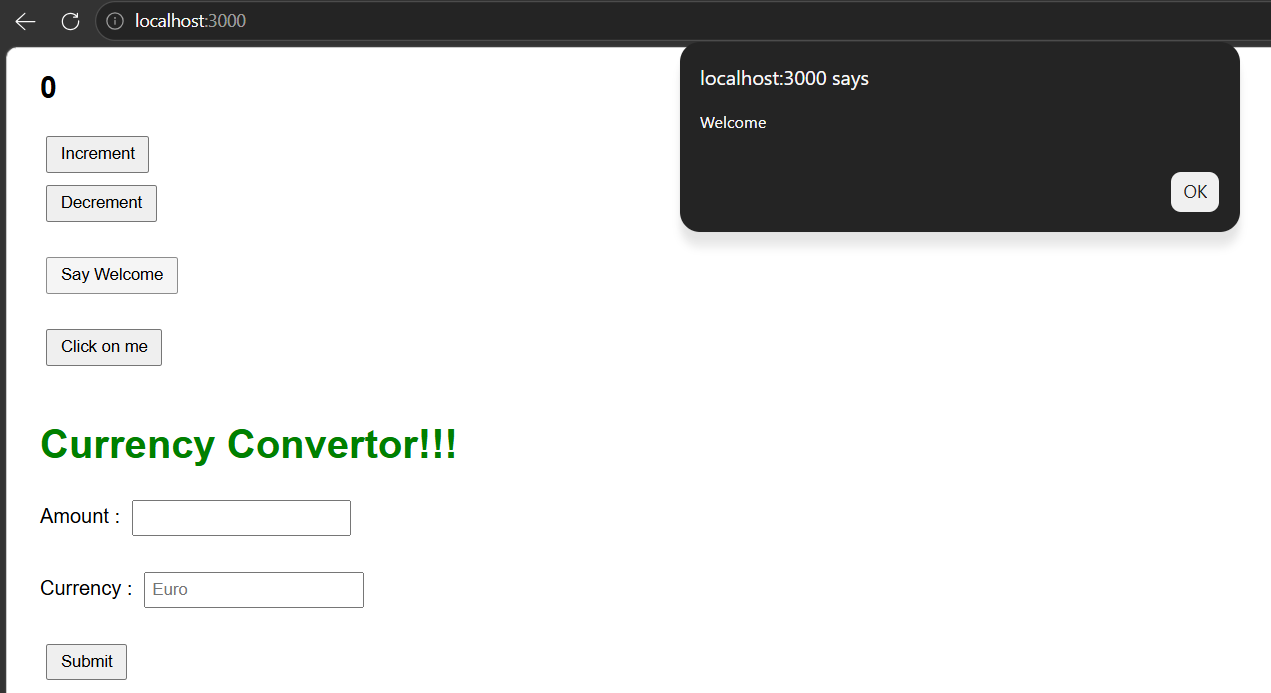 localhost:3000
localhost:3000 says
Welcome
OK
0
Increment
Decrement
Say Welcome
Click on me
Currency Convertor!!!
Amount :
Currency : Euro
Submit